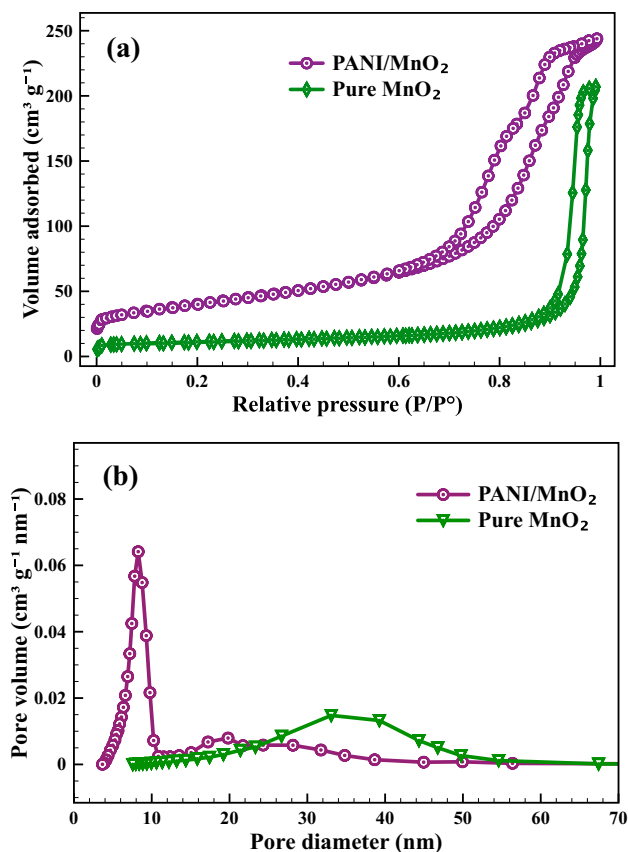 (a)
PANI/MnO₂
Pure MnO₂
Volume adsorbed (cm³ g⁻¹)
250
200
150
100
50
0
0 0.2 0.4 0.6 0.8 1
Relative pressure (P/P°)
(b)
PANI/MnO₂
Pure MnO₂
Pore volume (cm³ g⁻¹ nm⁻¹)
0.08
0.06
0.04
0.02
0
0 10 20 30 40 50 60 70
Pore diameter (nm)